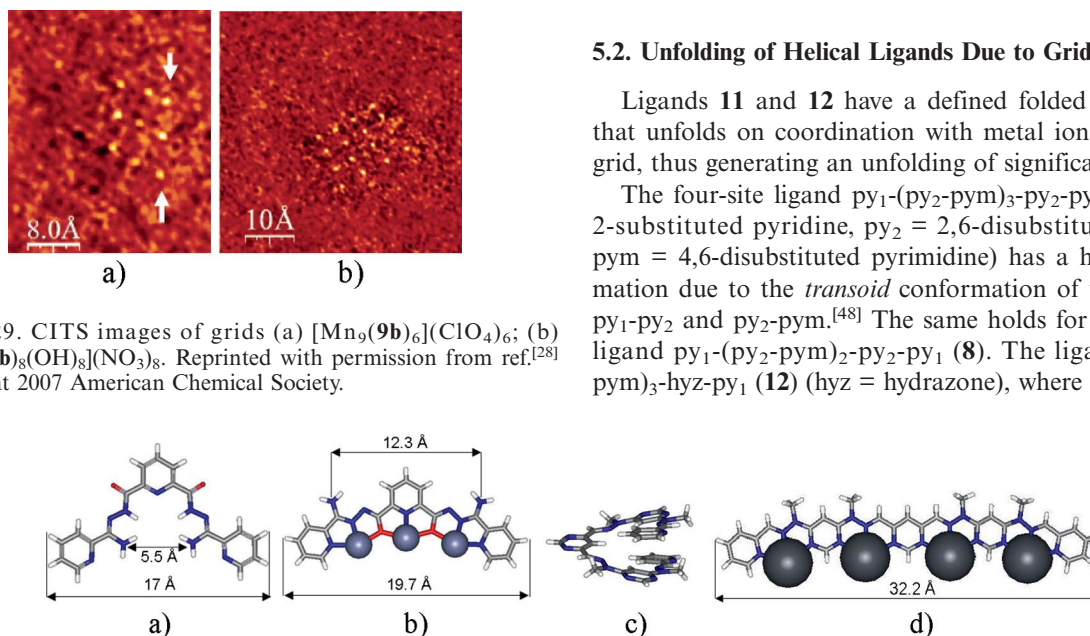 8.0Å
10Å
a)
b)
29. CITS images of grids (a) [Mn₉(9b)₆](ClO₄)₆; (b)
b)₈(OH)₈](NO₃)₈. Reprinted with permission from ref.[28]
2007 American Chemical Society.
5.2. Unfolding of Helical Ligands Due to Grid
Ligands 11 and 12 have a defined folded
that unfolds on coordination with metal ion
grid, thus generating an unfolding of significa
The four-site ligand py₁-(py₂-pym)₃-py₂-py
2-substituted pyridine, py₂ = 2,6-disubstitu
pym = 4,6-disubstituted pyrimidine) has a h
mation due to the transoid conformation of
py₁-py₂ and py₂-pym.[48] The same holds for
ligand py₁-(py₂-pym)₂-py₂-py₁ (8). The liga
pym)₃-hyz-py₁ (12) (hyz = hydrazone), where
5.5 Å
17 Å
a)
12.3 Å
19.7 Å
b)
c)
32.2 Å
d)